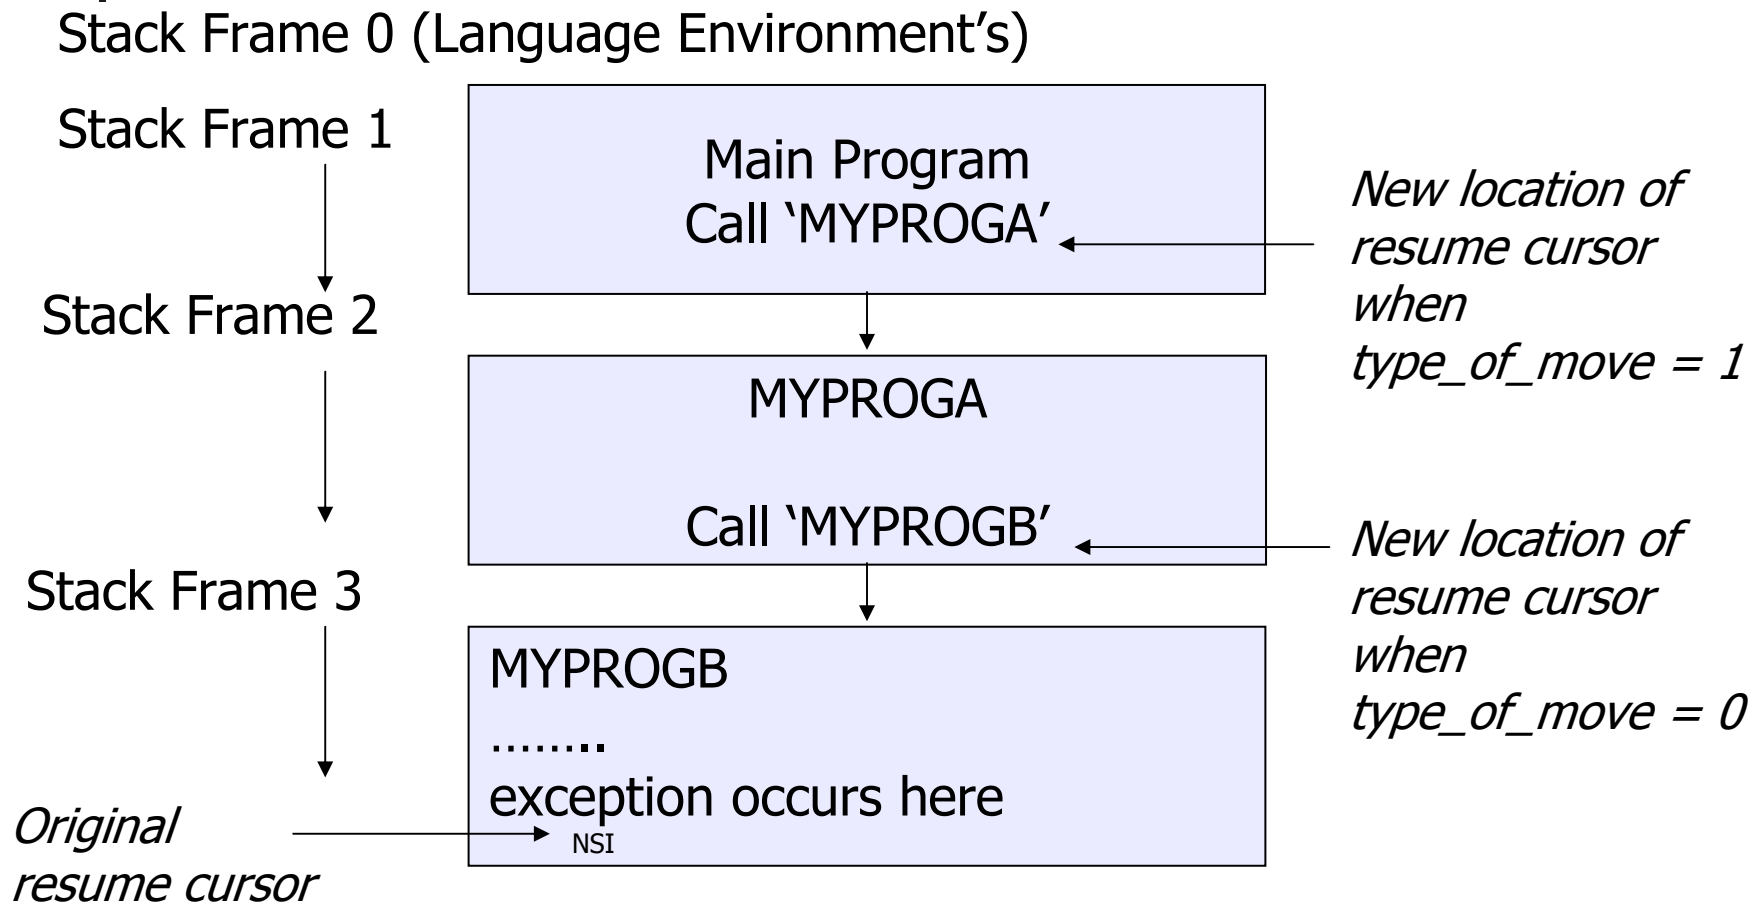 Stack Frame 0 (Language Environment’s)
Stack Frame 1
Main Program
Call ‘MYPROGA’
New location of
resume cursor
when
type_of_move = 1
Stack Frame 2
MYPROGA
Call ‘MYPROGB’
New location of
resume cursor
when
type_of_move = 0
Stack Frame 3
MYPROGB
……..
exception occurs here
NSI
Original
resume cursor